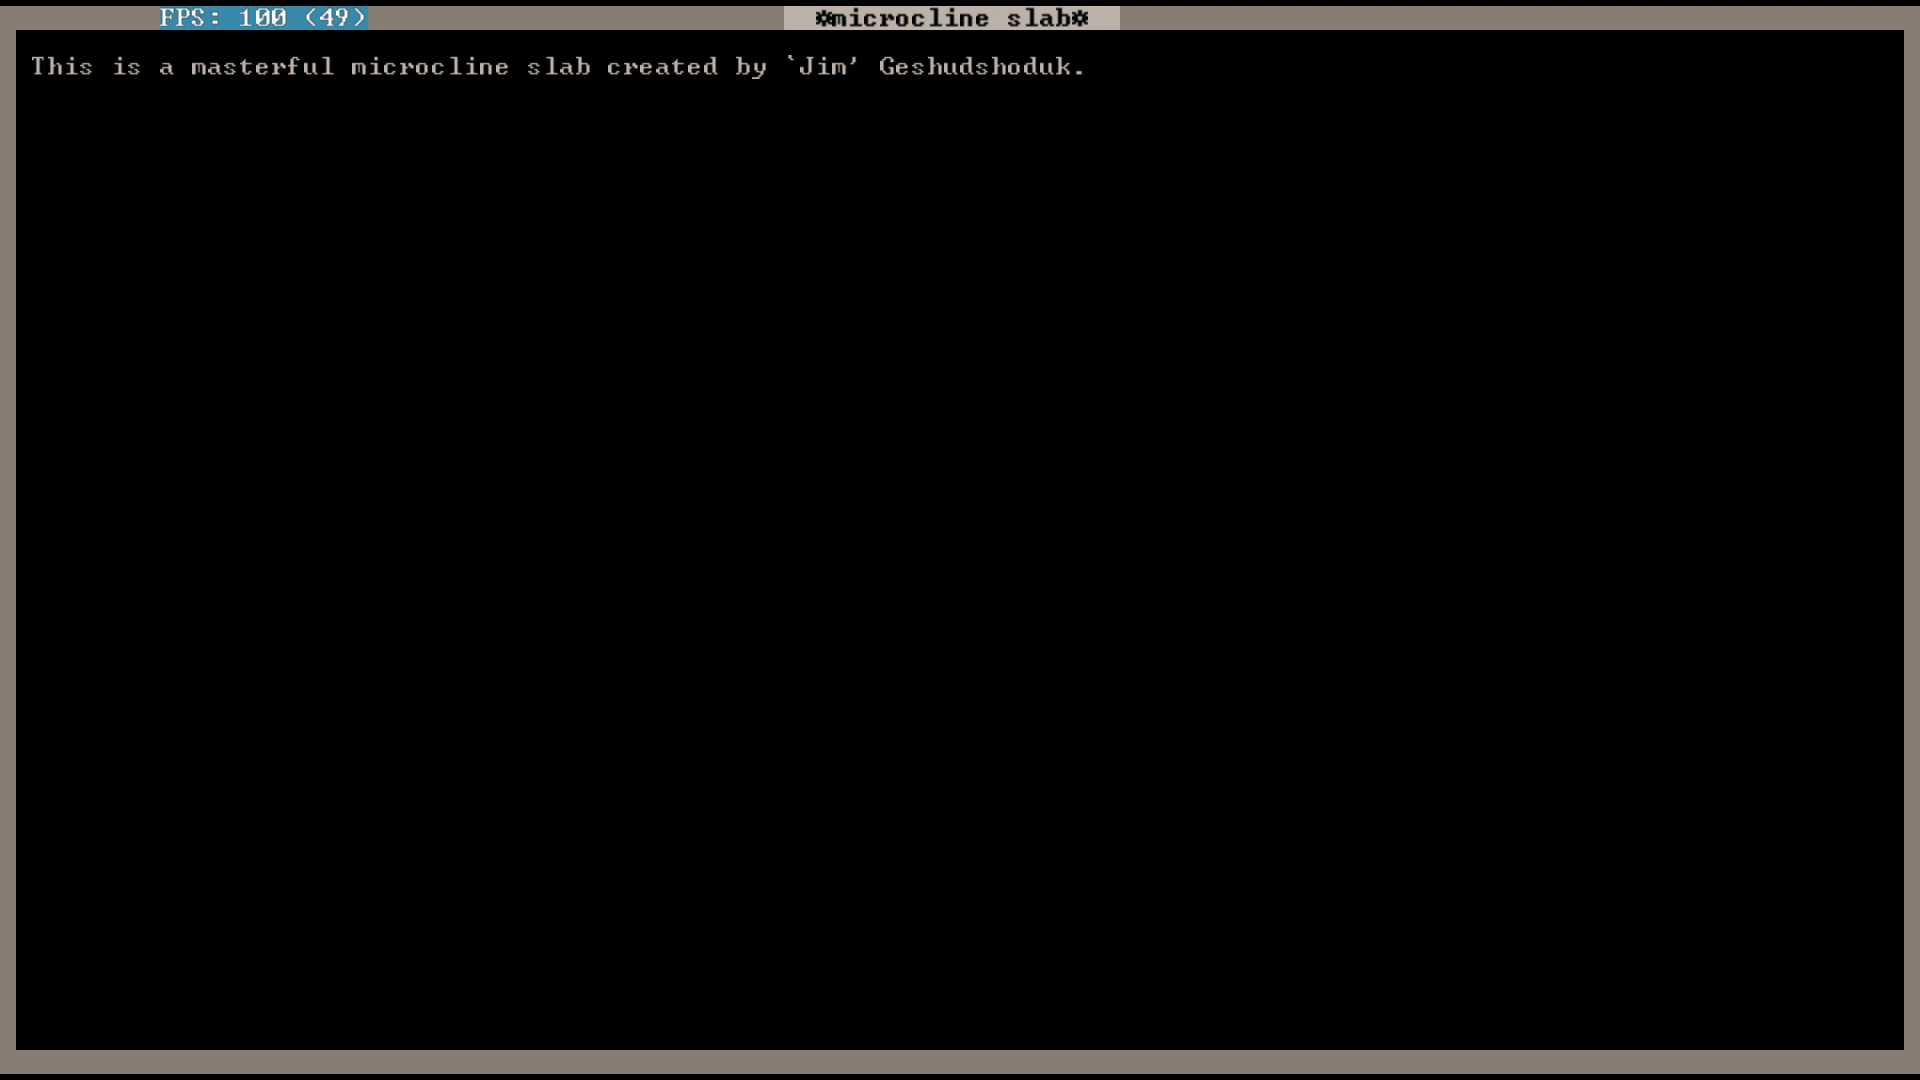 FPS: 100 (49)
☼microcline slab☼
This is a masterful microcline slab created by `Jim' Geshudshoduk.